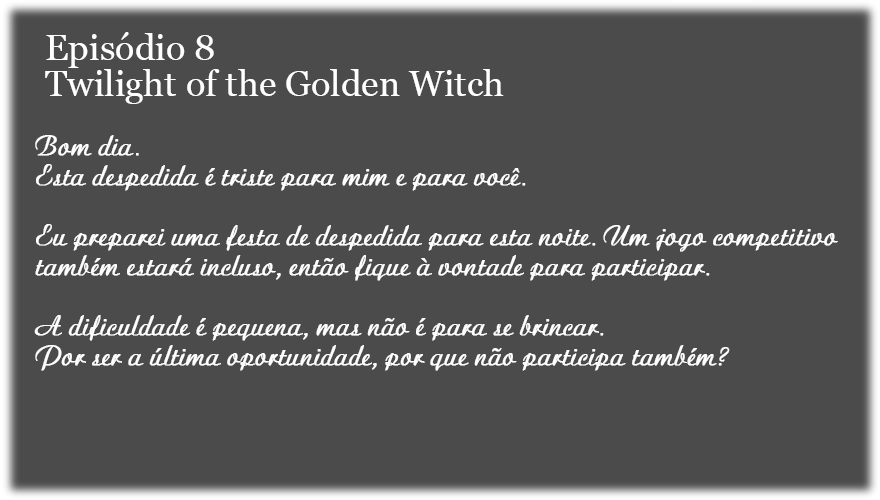 Episódio 8
Twilight of the Golden Witch
Bom dia.
Esta despedida é triste para mim e para você.
Eu preparei uma festa de despedida para esta noite. Um jogo competitivo
também estará incluso, então fique à vontade para participar.
A dificuldade é pequena, mas não é para se brincar.
Por ser a última oportunidade, por que não participa também?